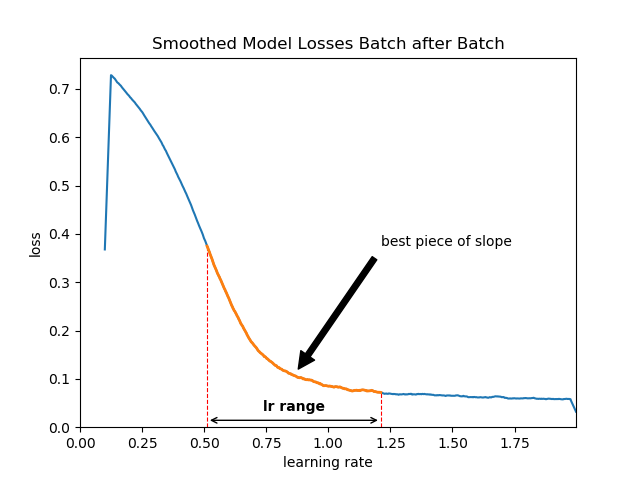 Smoothed Model Losses Batch after Batch
0.7
0.6
0.5
0.4
0.3
0.2
0.1
0.0
loss
best piece of slope
lr range
0.00 0.25 0.50 0.75 1.00 1.25 1.50 1.75
learning rate